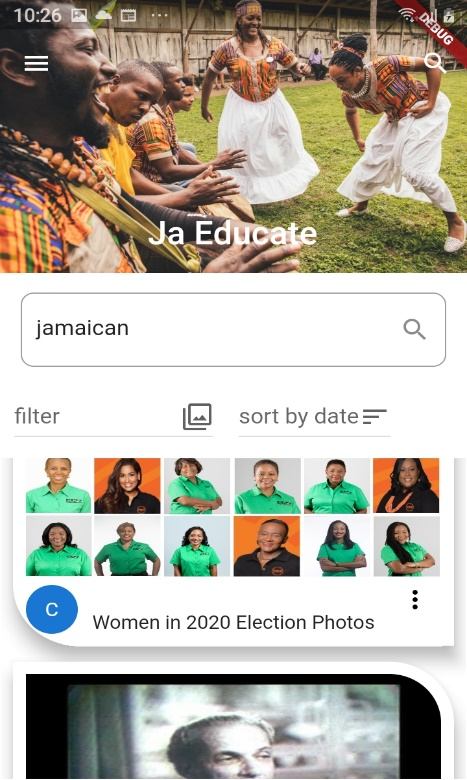 10:26
DEBUG
Ja Educate
jamaican
filter
sort by date
C
Women in 2020 Election Photos